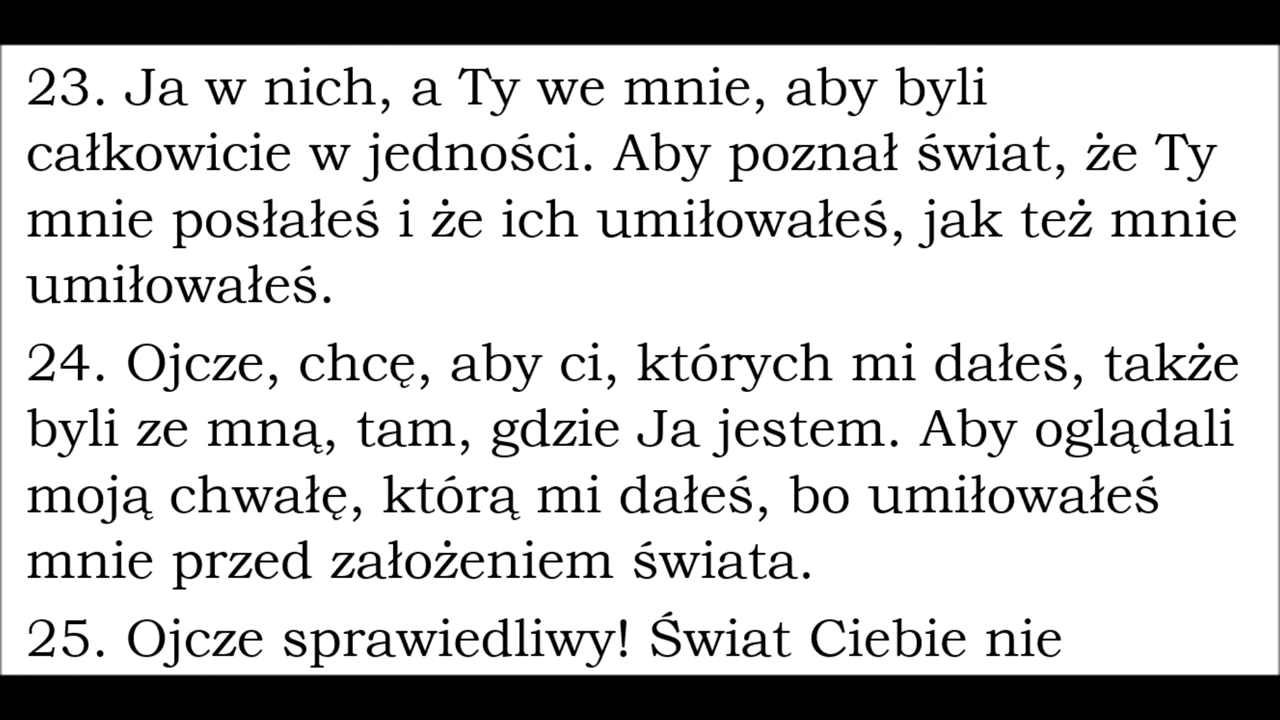 23. Ja w nich, a Ty we mnie, aby byli
całkowicie w jedności. Aby poznał świat, że Ty
mnie posłałeś i że ich umiłowałeś, jak też mnie
umiłowałeś.
24. Ojcze, chcę, aby ci, których mi dałeś, także
byli ze mną, tam, gdzie Ja jestem. Aby oglądali
moją chwałę, którą mi dałeś, bo umiłowałeś
mnie przed założeniem świata.
25. Ojcze sprawiedliwy! Świat Ciebie nie